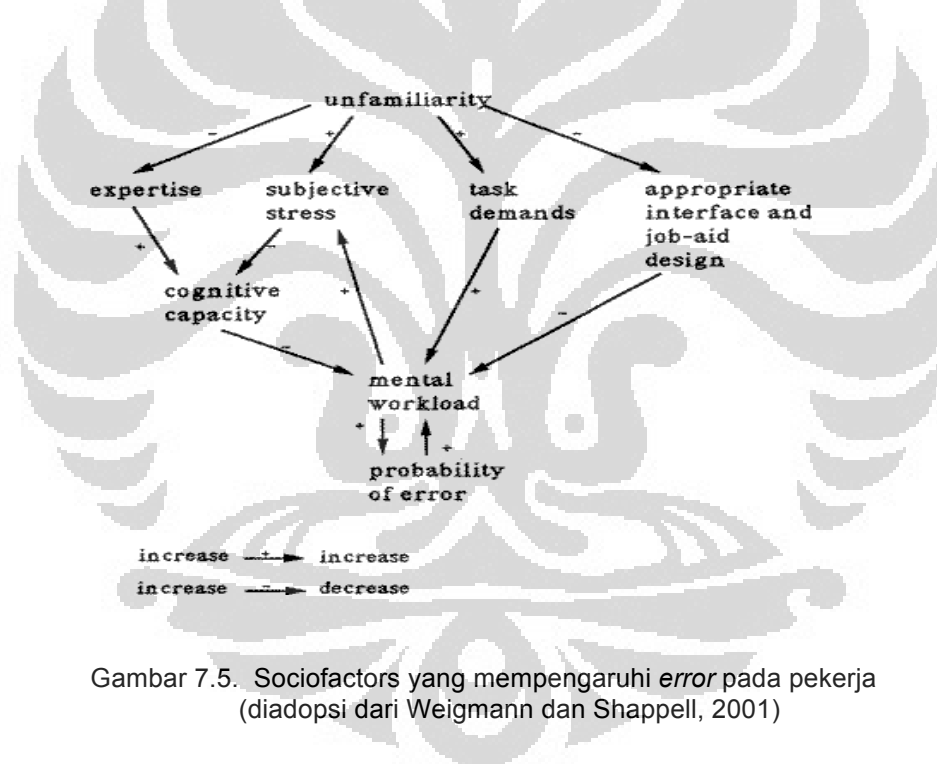 unfamiliarity
- + + -
expertise
subjective
stress
task
demands
appropriate
interface and
job-aid
design
+ - + + -
cognitive
capacity
-
mental
workload
+ +
probability
of error
increase + increase
increase - decrease
Gambar 7.5. Sociofactors yang mempengaruhi error pada pekerja
(diadopsi dari Weigmann dan Shappell, 2001)